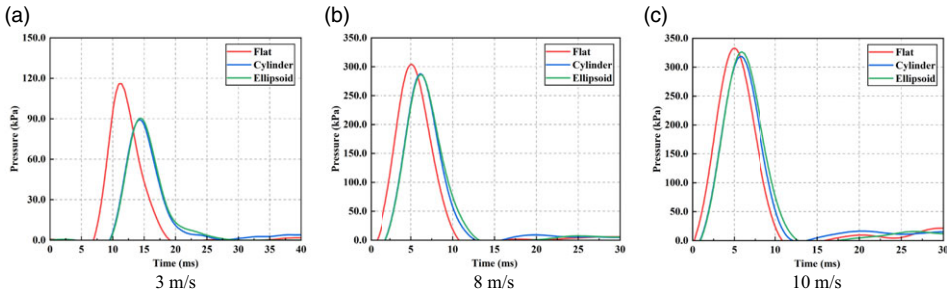 (a)
150.0
120.0
90.0
60.0
30.0
0.0
Pressure (kPa)
Flat
Cylinder
Ellipsoid
0 5 10 15 20 25 30 35 40
Time (ms)
3 m/s
(b)
350.0
300.0
250.0
200.0
150.0
100.0
50.0
0.0
Pressure (kPa)
Flat
Cylinder
Ellipsoid
0 5 10 15 20 25 30
Time (ms)
8 m/s
(c)
350.0
300.0
250.0
200.0
150.0
100.0
50.0
0.0
Pressure (kPa)
Flat
Cylinder
Ellipsoid
0 5 10 15 20 25 30
Time (ms)
10 m/s